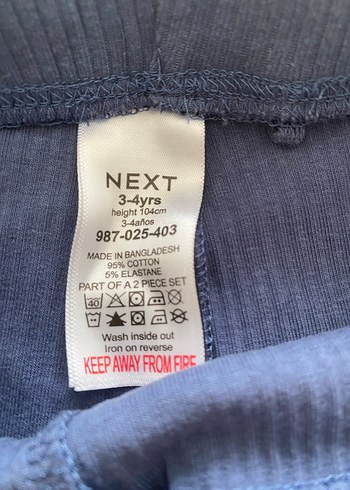 NEXT
3-4yrs
height 104cm
3-4años
987-025-403
MADE IN BANGLADESH
95% COTTON
5% ELASTANE
PART OF A 2 PIECE SET
40
Wash inside out
Iron on reverse
KEEP AWAY FROM FIRE